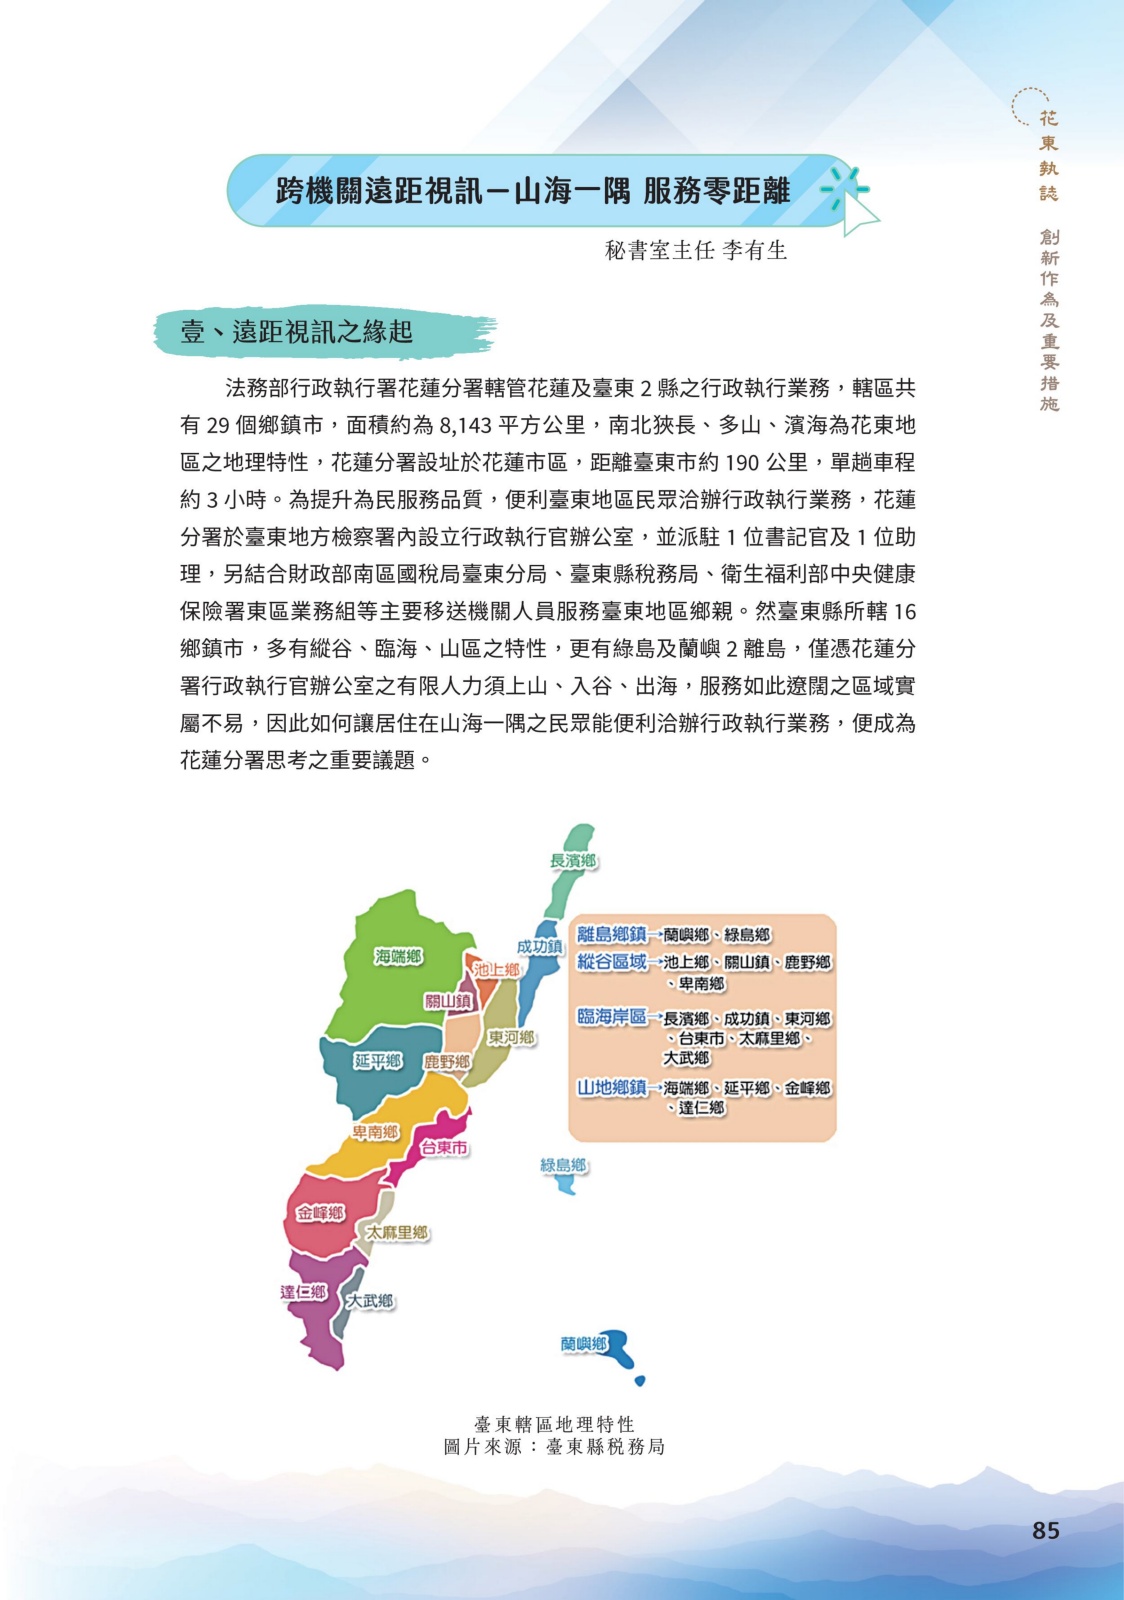 花東執誌 創新作為及重要措施
跨機關遠距視訊－山海一隅 服務零距離
秘書室主任 李有生
壹、遠距視訊之緣起
法務部行政執行署花蓮分署轄管花蓮及臺東 2 縣之行政執行業務，轄區共
有 29 個鄉鎮市，面積約為 8,143 平方公里，南北狹長、多山、濱海為花東地
區之地理特性，花蓮分署設址於花蓮市區，距離臺東市約 190 公里，單趟車程
約 3 小時。為提升為民服務品質，便利臺東地區民眾洽辦行政執行業務，花蓮
分署於臺東地方檢察署內設立行政執行官辦公室，並派駐 1 位書記官及 1 位助
理，另結合財政部南區國稅局臺東分局、臺東縣稅務局、衛生福利部中央健康
保險署東區業務組等主要移送機關人員服務臺東地區鄉親。然臺東縣所轄 16
鄉鎮市，多有縱谷、臨海、山區之特性，更有綠島及蘭嶼 2 離島，僅憑花蓮分
署行政執行官辦公室之有限人力須上山、入谷、出海，服務如此遼闊之區域實
屬不易，因此如何讓居住在山海一隅之民眾能便利洽辦行政執行業務，便成為
花蓮分署思考之重要議題。
長濱鄉
成功鎮
海端鄉
池上鄉
關山鎮
東河鄉
延平鄉
鹿野鄉
卑南鄉
台東市
金峰鄉
太麻里鄉
達仁鄉
大武鄉
綠島鄉
蘭嶼鄉
離島鄉鎮→蘭嶼鄉、綠島鄉
縱谷區域→池上鄉、關山鎮、鹿野鄉
、卑南鄉
臨海岸區→長濱鄉、成功鎮、東河鄉
、台東市、太麻里鄉、
大武鄉
山地鄉鎮→海端鄉、延平鄉、金峰鄉
、達仁鄉
臺東轄區地理特性
圖片來源：臺東縣稅務局
85